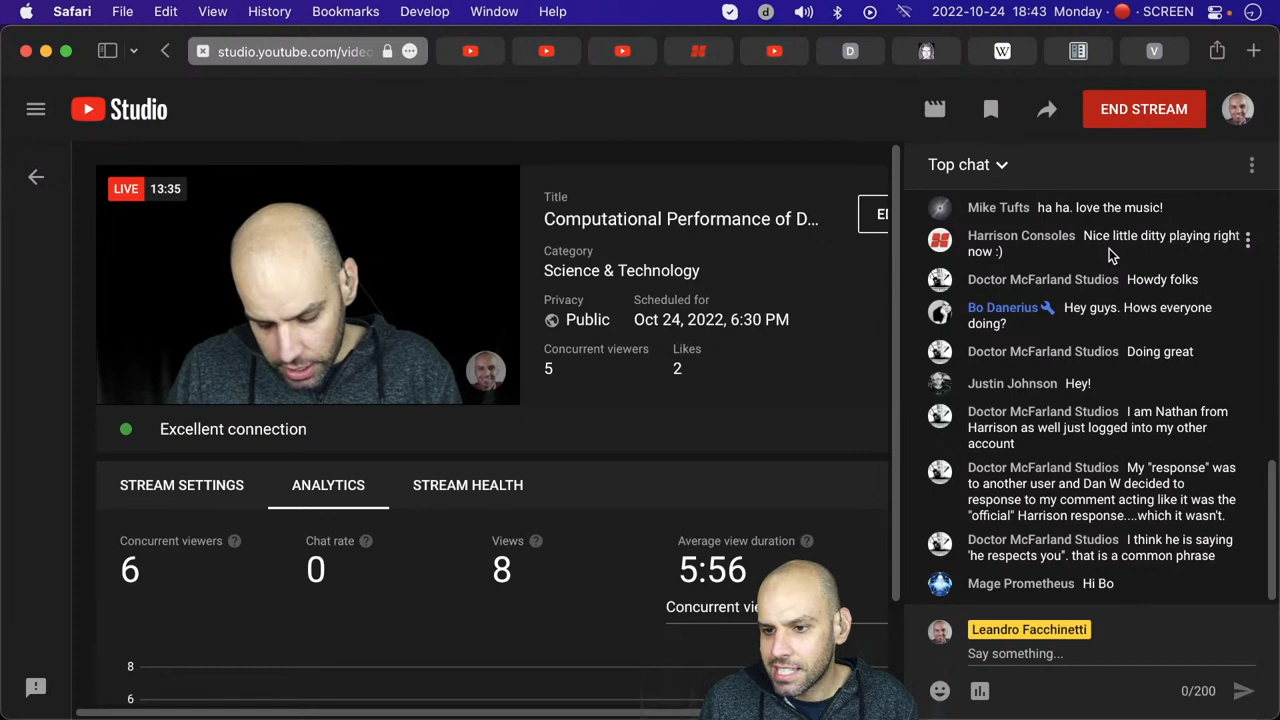 Safari File Edit View History Bookmarks Develop Window Help d 2022-10-24 18:43 Monday SCREEN
studio.youtube.com/video D W V
Studio
END STREAM
LIVE 13:35
Title
Computational Performance of D...
Category
Science & Technology
Privacy
Public
Scheduled for
Oct 24, 2022, 6:30 PM
Concurrent viewers
5
Likes
2
Excellent connection
STREAM SETTINGS ANALYTICS STREAM HEALTH
Concurrent viewers ?
6
Chat rate ?
0
Views ?
8
Average view duration ?
5:56
8
6
Top chat
Mike Tufts ha ha. love the music!
Harrison Consoles Nice little ditty playing right
now :)
Doctor McFarland Studios Howdy folks
Bo Danerius Hey guys. Hows everyone
doing?
Doctor McFarland Studios Doing great
Justin Johnson Hey!
Doctor McFarland Studios I am Nathan from
Harrison as well just logged into my other
account
Doctor McFarland Studios My "response" was
to another user and Dan W decided to
response to my comment acting like it was the
"official" Harrison response....which it wasn't.
Doctor McFarland Studios I think he is saying
'he respects you". that is a common phrase
Mage Prometheus Hi Bo
Leandro Facchinetti
Say something...
0/200